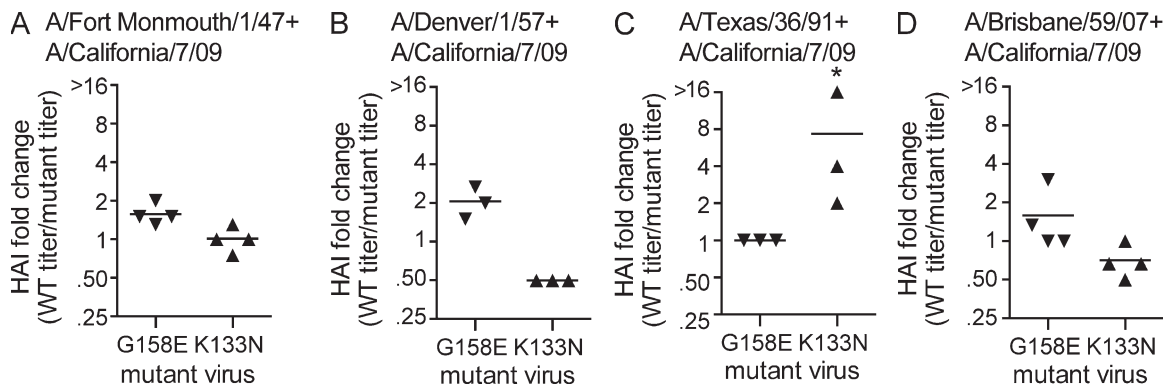 A A/Fort Monmouth/1/47+
A/California/7/09
HAI fold change
(WT titer/mutant titer)
>16
8
4
2
1
.50
.25
G158E K133N
mutant virus
B A/Denver/1/57+
A/California/7/09
HAI fold change
(WT titer/mutant titer)
>16
8
4
2
1
.50
.25
G158E K133N
mutant virus
C A/Texas/36/91+
A/California/7/09
HAI fold change
(WT titer/mutant titer)
>16
8
4
2
1
.50
.25
*
G158E K133N
mutant virus
D A/Brisbane/59/07+
A/California/7/09
HAI fold change
(WT titer/mutant titer)
>16
8
4
2
1
.50
.25
G158E K133N
mutant virus